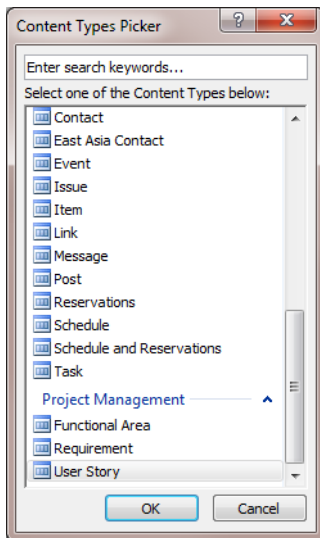 Content Types Picker
Enter search keywords...
Select one of the Content Types below:
Contact
East Asia Contact
Event
Issue
Item
Link
Message
Post
Reservations
Schedule
Schedule and Reservations
Task
Project Management
Functional Area
Requirement
User Story
OK Cancel